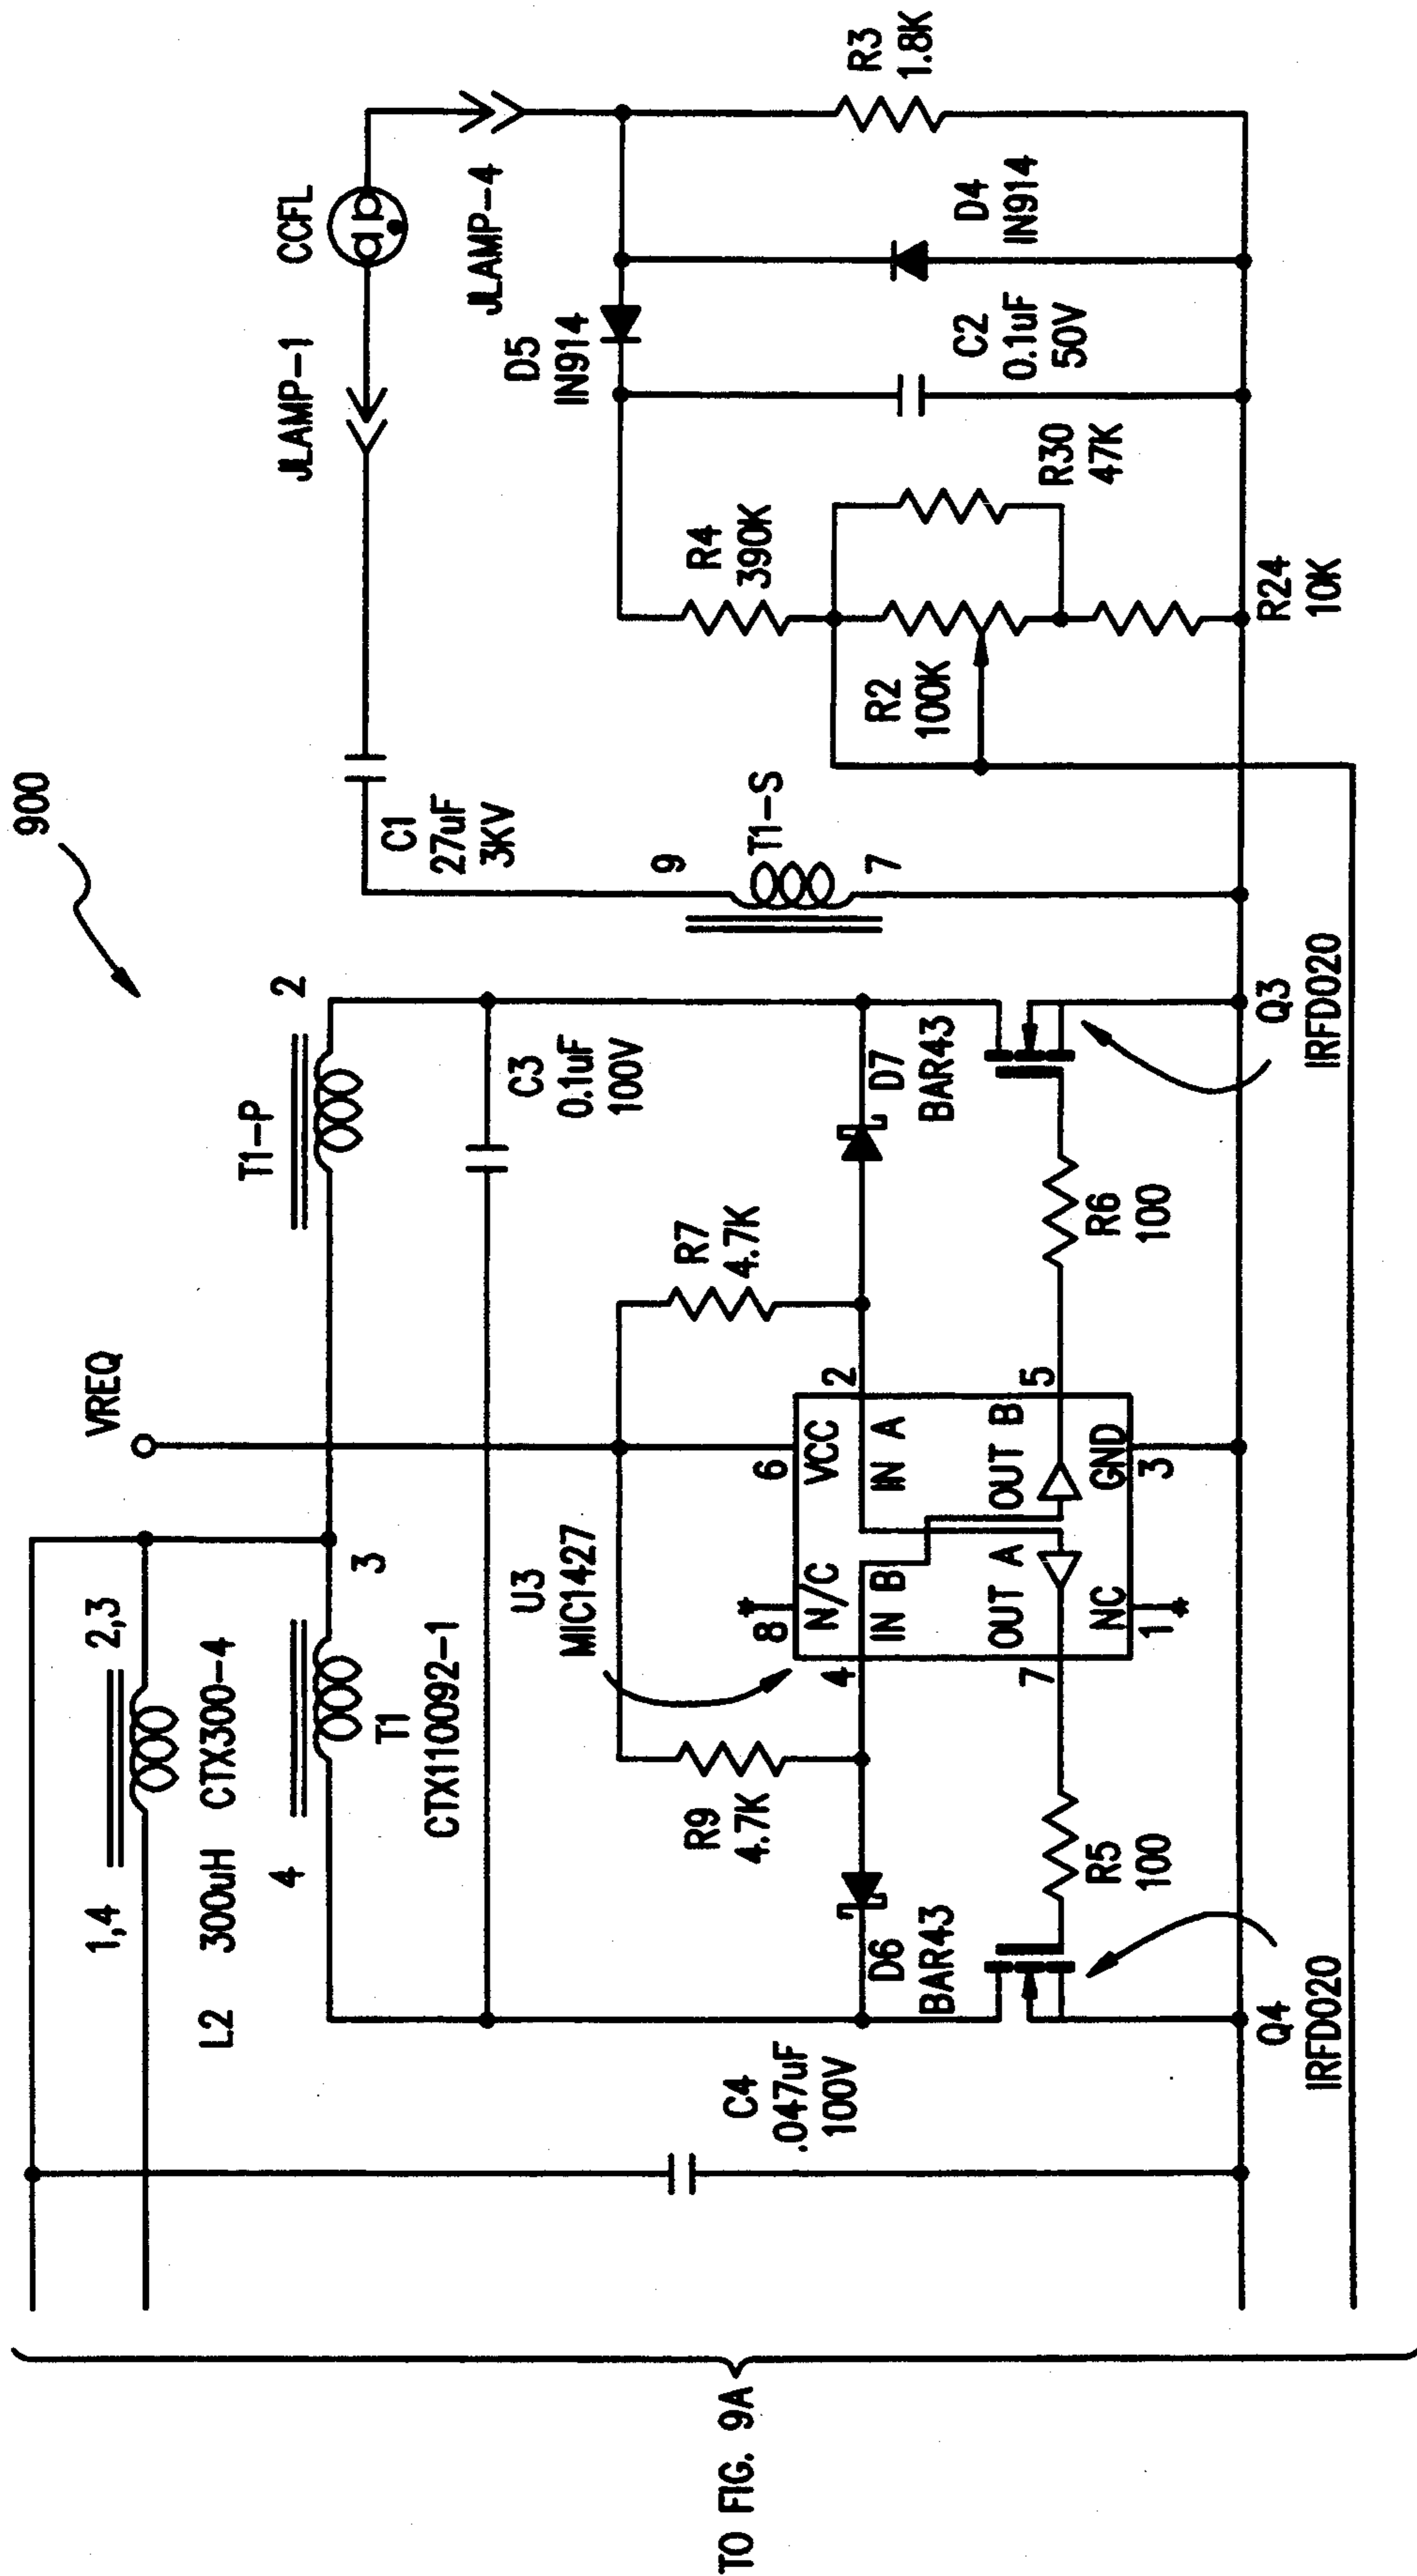 900
TO FIG. 9A
1,4
2,3
L2 300uH CTX300-4
VREQ
4
3
T1
CTX110092-1
T1-P
2
C3
0.1uF
100V
C4
.047uF
100V
U3
MIC1427
R9
4.7K
R7
4.7K
8
N/C
6
VCC
4
IN B
2
IN A
7
OUT A
5
OUT B
1
NC
3
GND
D6
BAR43
D7
BAR43
R5
100
R6
100
Q4
IRFD020
Q3
IRFD020
C1
27uF
3KV
9
T1-S
7
JLAMP-1
CCFL
JLAMP-4
D5
IN914
R4
390K
R2
100K
R30
47K
R24
10K
C2
0.1uF
50V
D4
IN914
R3
1.8K